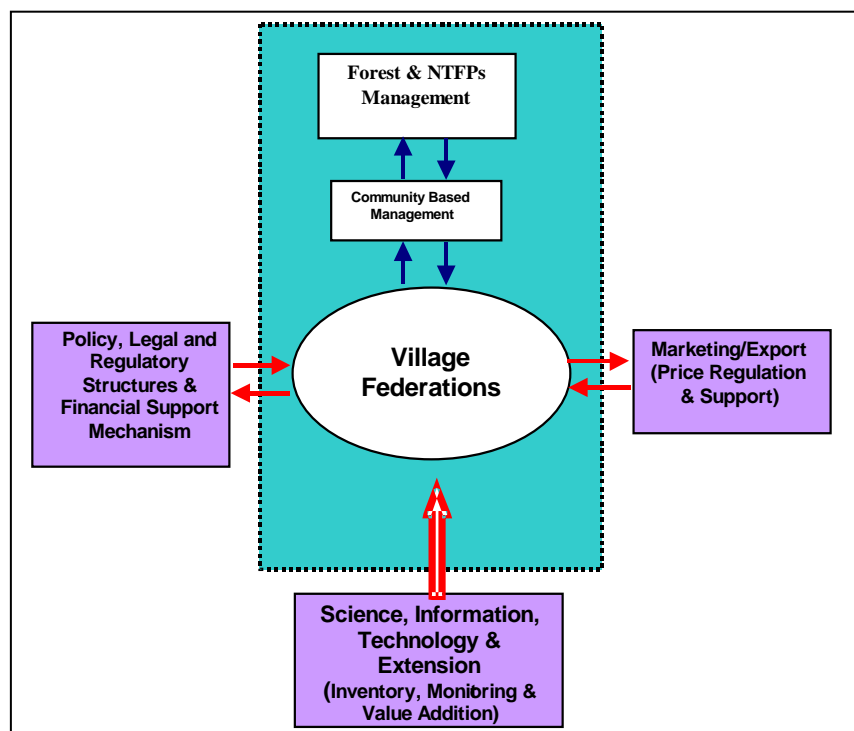 Forest & NTFPs
Management
Community Based
Management
Village
Federations
Policy, Legal and
Regulatory
Structures &
Financial Support
Mechanism
Marketing/Export
(Price Regulation
& Support)
Science, Information,
Technology &
Extension
(Inventory, Monitoring &
Value Addition)